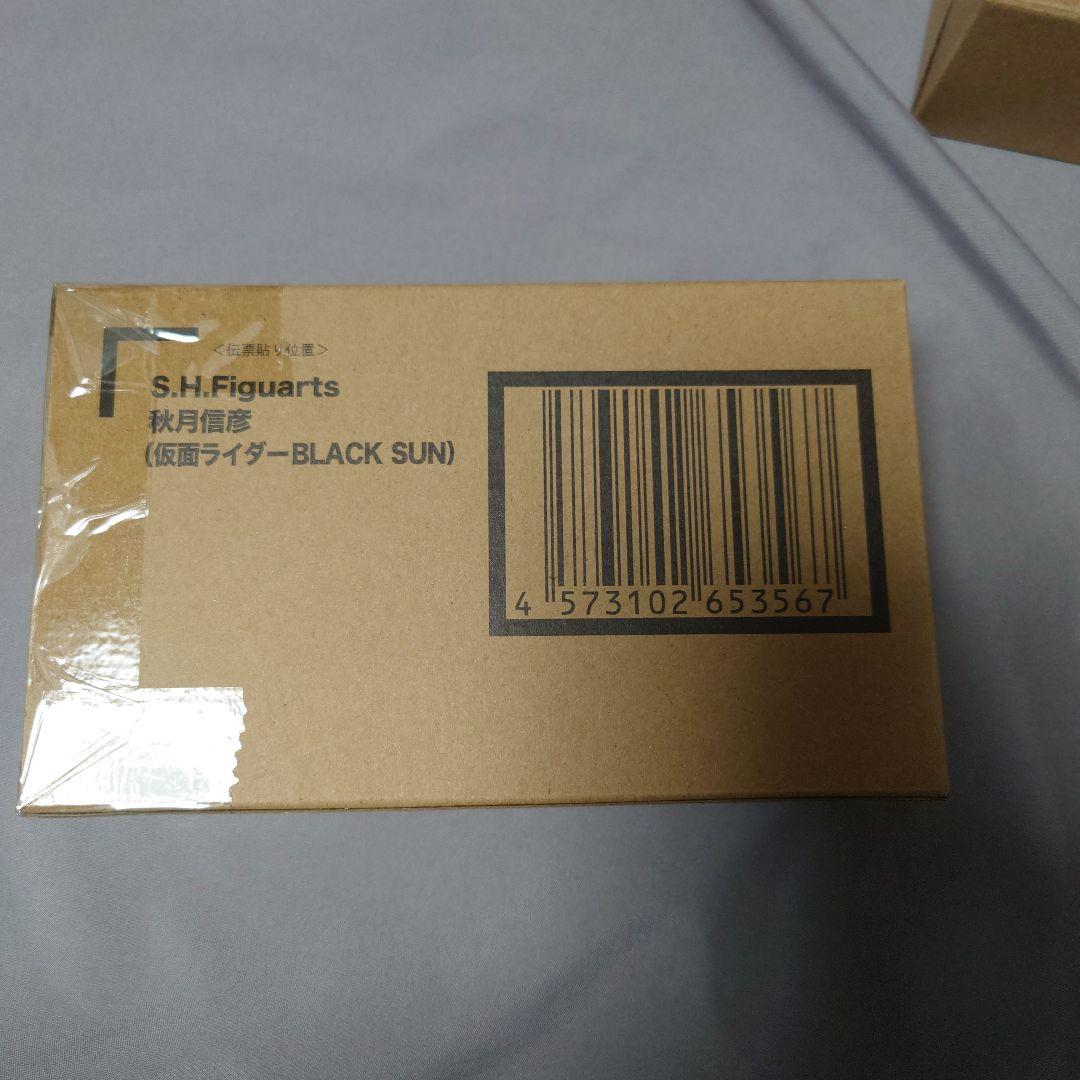 <伝票貼り位置>
S.H.Figuarts
秋月信彦
(仮面ライダーBLACK SUN)
4 573102 653567